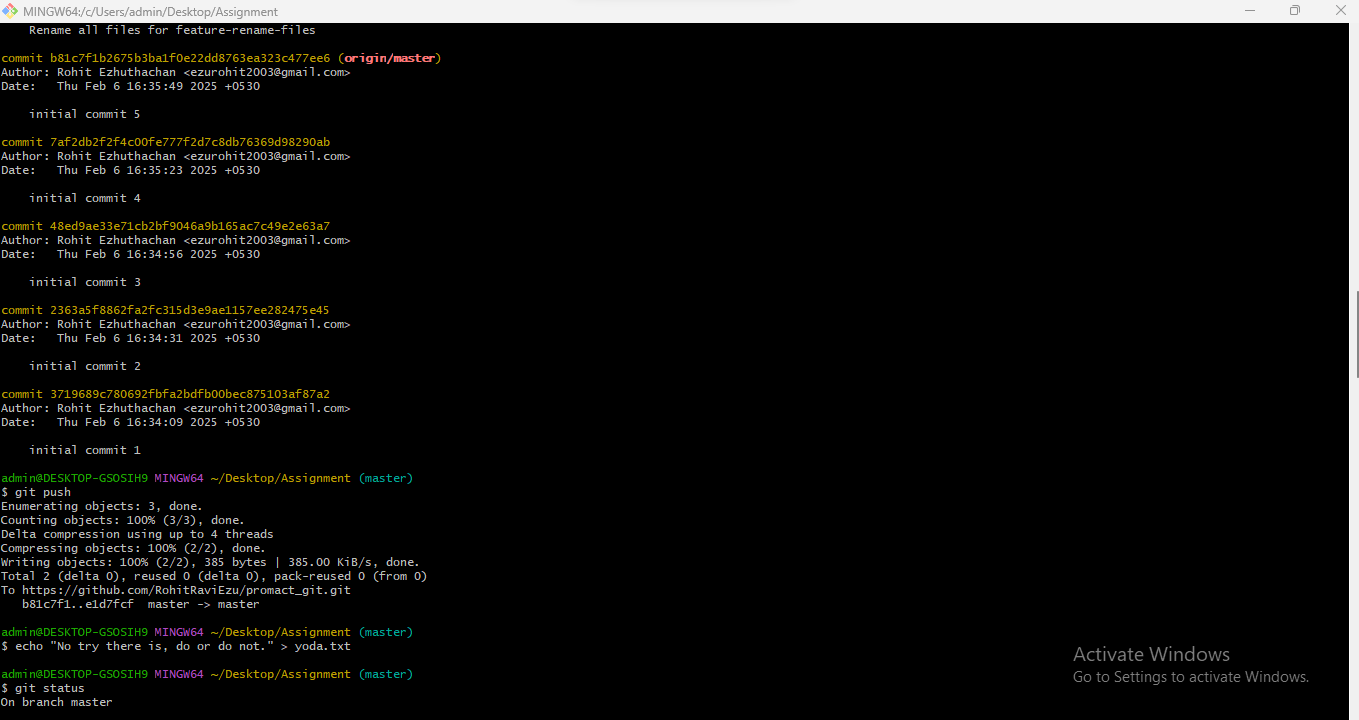 MINGW64:/c/Users/admin/Desktop/Assignment
Rename all files for feature-rename-files
commit b81c7f1b2675b3ba1f0e22dd8763ea323c477ee6 (origin/master)
Author: Rohit Ezhuthachan <ezurohit2003@gmail.com>
Date:   Thu Feb 6 16:35:49 2025 +0530
initial commit 5
commit 7af2db2f2f4c00fe777f2d7c8db76369d98290ab
Author: Rohit Ezhuthachan <ezurohit2003@gmail.com>
Date:   Thu Feb 6 16:35:23 2025 +0530
initial commit 4
commit 48ed9ae33e71cb2bf9046a9b165ac7c49e2e63a7
Author: Rohit Ezhuthachan <ezurohit2003@gmail.com>
Date:   Thu Feb 6 16:34:56 2025 +0530
initial commit 3
commit 2363a5f8862fa2fc315d3e9ae1157ee282475e45
Author: Rohit Ezhuthachan <ezurohit2003@gmail.com>
Date:   Thu Feb 6 16:34:31 2025 +0530
initial commit 2
commit 3719689c780692fbfa2bdfb00bec875103af87a2
Author: Rohit Ezhuthachan <ezurohit2003@gmail.com>
Date:   Thu Feb 6 16:34:09 2025 +0530
initial commit 1
admin@DESKTOP-GSOSIH9 MINGW64 ~/Desktop/Assignment (master)
$ git push
Enumerating objects: 3, done.
Counting objects: 100% (3/3), done.
Delta compression using up to 4 threads
Compressing objects: 100% (2/2), done.
Writing objects: 100% (2/2), 385 bytes | 385.00 KiB/s, done.
Total 2 (delta 0), reused 0 (delta 0), pack-reused 0 (from 0)
To https://github.com/RohitRaviEzu/promact_git.git
b81c7f1..e1d7fcf  master -> master
admin@DESKTOP-GSOSIH9 MINGW64 ~/Desktop/Assignment (master)
$ echo "No try there is, do or do not." > yoda.txt
admin@DESKTOP-GSOSIH9 MINGW64 ~/Desktop/Assignment (master)
$ git status
On branch master
Activate Windows
Go to Settings to activate Windows.